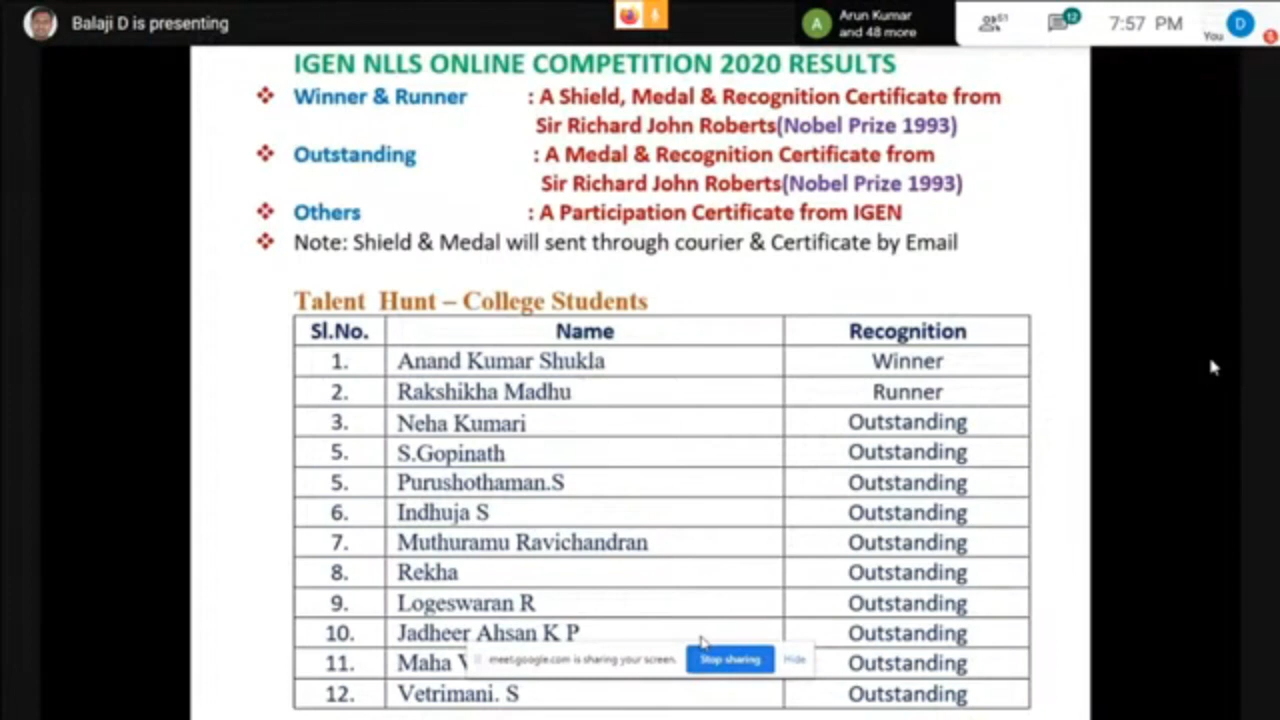 Balaji D is presenting
A
Arun Kumar
and 48 more
51
12
7:57 PM
You
D
IGEN NLLS ONLINE COMPETITION 2020 RESULTS
❖ Winner & Runner : A Shield, Medal & Recognition Certificate from
Sir Richard John Roberts(Nobel Prize 1993)
❖ Outstanding : A Medal & Recognition Certificate from
Sir Richard John Roberts(Nobel Prize 1993)
❖ Others : A Participation Certificate from IGEN
❖ Note: Shield & Medal will sent through courier & Certificate by Email
Talent Hunt – College Students
Sl.No. Name Recognition
1. Anand Kumar Shukla Winner
2. Rakshikha Madhu Runner
3. Neha Kumari Outstanding
5. S.Gopinath Outstanding
5. Purushothaman.S Outstanding
6. Indhuja S Outstanding
7. Muthuramu Ravichandran Outstanding
8. Rekha Outstanding
9. Logeswaran R Outstanding
10. Jadheer Ahsan K P Outstanding
11. Maha Outstanding
meet.google.com is sharing your screen. Stop sharing Hide
12. Vetrimani. S Outstanding